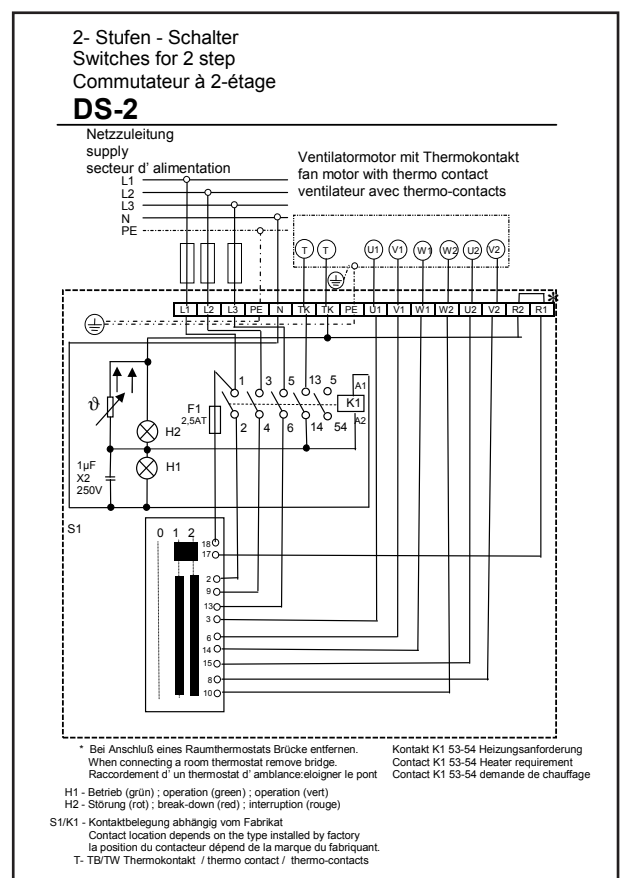 2- Stufen - Schalter
Switches for 2 step
Commutateur à 2-étage
DS-2
Netzzuleitung
supply
secteur d' alimentation
Ventilatormotor mit Thermokontakt
fan motor with thermo contact
ventilateur avec thermo-contacts
L1
L2
L3
N
PE
T T U1 V1 W1 W2 U2 V2
*
L1 L2 L3 PE N TK TK PE U1 V1 W1 W2 U2 V2 R2 R1
1 3 5 13 5 A1
ϑ
F1
2,5AT
K1
H2
2 4 6 14 54 A2
H1
1µF
X2
250V
S1
0 1 2
18
17
2
9
13
3
6
14
15
8
10
* Bei Anschluß eines Raumthermostats Brücke entfernen.
When connecting a room thermostat remove bridge.
Raccordement d' un thermostat d' amblance:eloigner le pont
Kontakt K1 53-54 Heizungsanforderung
Contact K1 53-54 Heater requirement
Contact K1 53-54 demande de chauffage
H1 - Betrieb (grün) ; operation (green) ; operation (vert)
H2 - Störung (rot) ; break-down (red) ; interruption (rouge)
S1/K1 - Kontaktbelegung abhängig vom Fabrikat
Contact location depends on the type installed by factory
la position du contacteur dépend de la marque du fabriquant.
T- TB/TW Thermokontakt / thermo contact / thermo-contacts